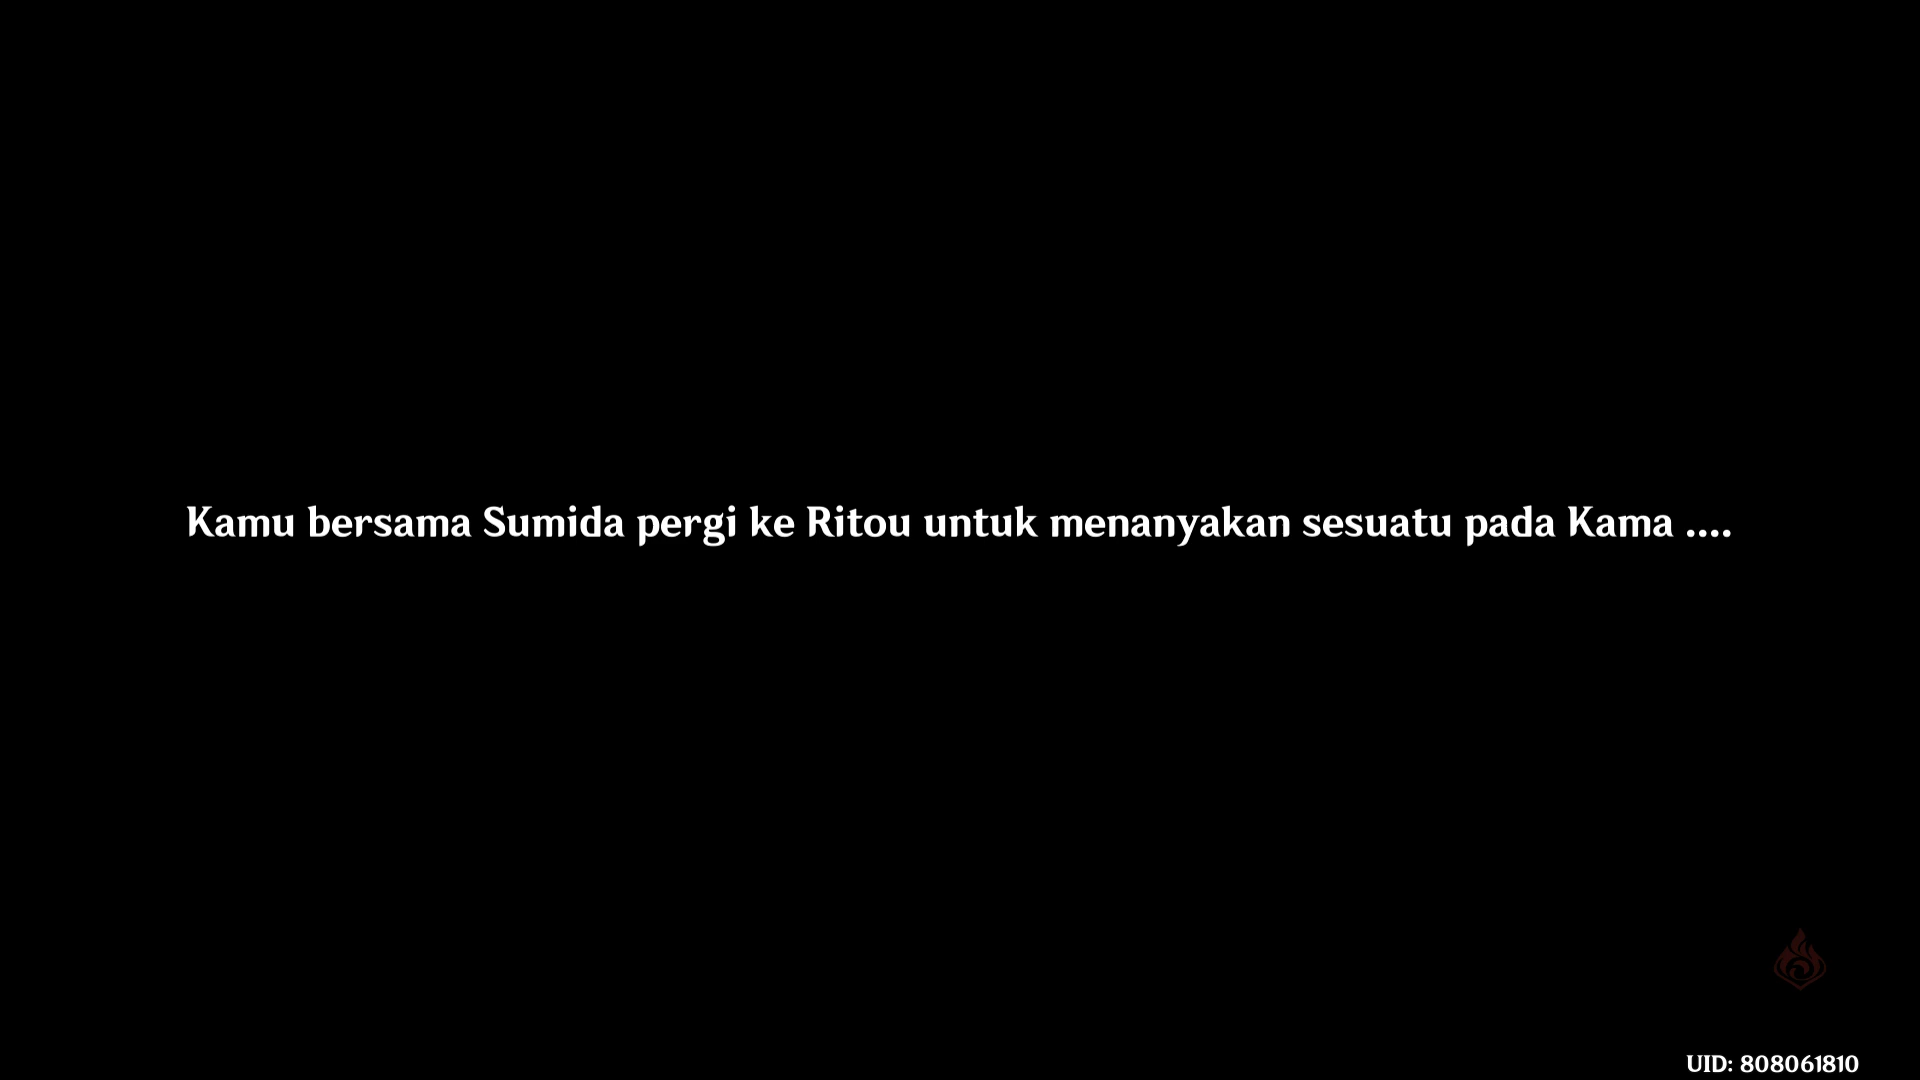 Kamu bersama Sumida pergi ke Ritou untuk menanyakan sesuatu pada Kama ....
UID: 808061810